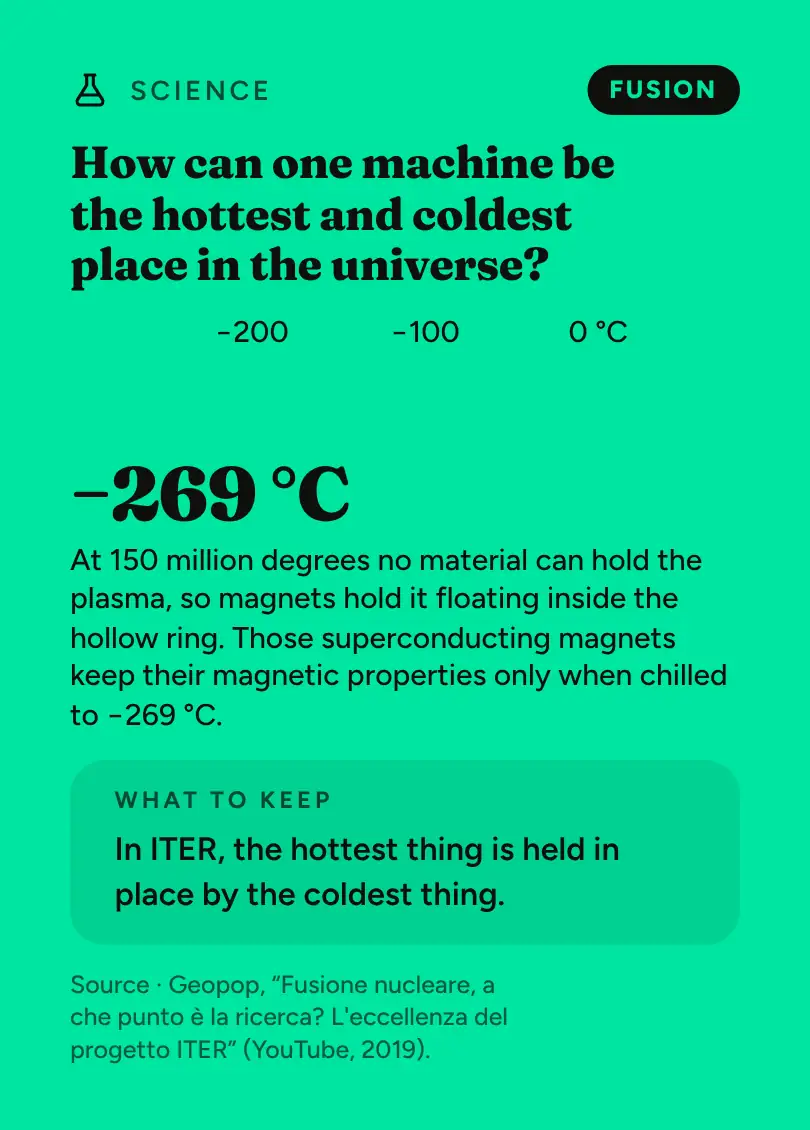 SCIENCE
FUSION
How can one machine be
the hottest and coldest
place in the universe?
−200 −100 0 °C
−269 °C
At 150 million degrees no material can hold the
plasma, so magnets hold it floating inside the
hollow ring. Those superconducting magnets
keep their magnetic properties only when chilled
to −269 °C.
WHAT TO KEEP
In ITER, the hottest thing is held in
place by the coldest thing.
Source · Geopop, “Fusione nucleare, a
che punto è la ricerca? L'eccellenza del
progetto ITER” (YouTube, 2019).